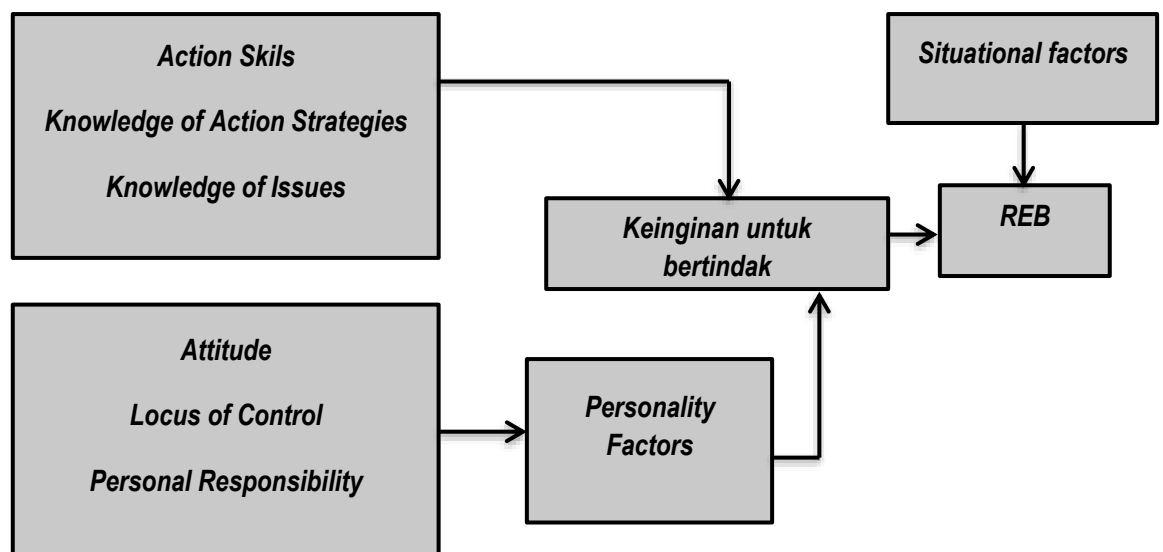 Action Skils
Knowledge of Action Strategies
Knowledge of Issues
Situational factors
Keinginan untuk
bertindak
REB
Attitude
Locus of Control
Personal Responsibility
Personality
Factors